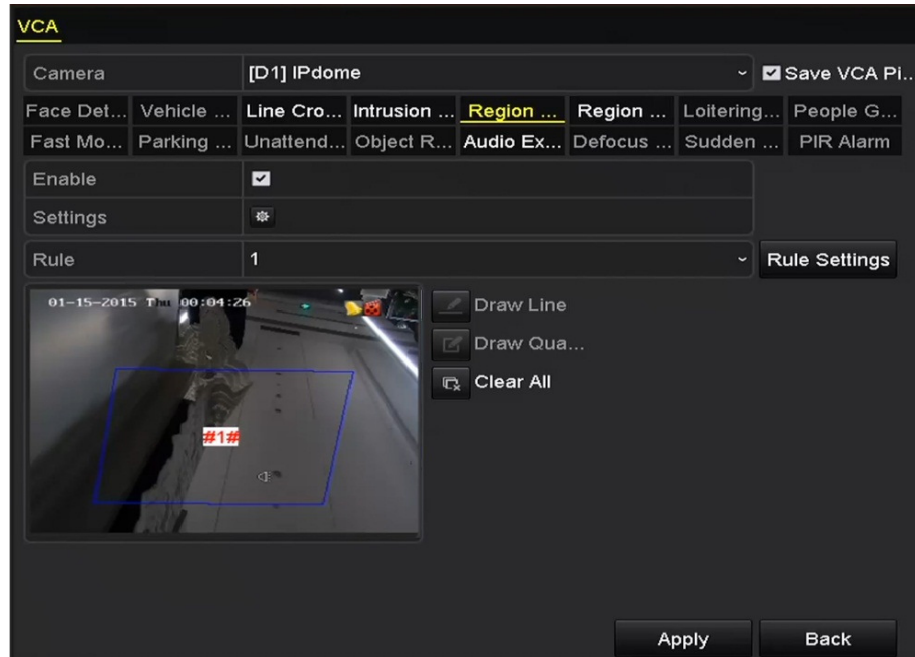 VCA
Camera [D1] IPdome Save VCA Pi..
Face Det... Vehicle ... Line Cro... Intrusion ... Region ... Region ... Loitering... People G...
Fast Mo... Parking ... Unattend... Object R... Audio Ex... Defocus ... Sudden ... PIR Alarm
Enable
Settings
Rule 1 Rule Settings
01-15-2015 Thu 00:04:26
Draw Line
Draw Qua...
Clear All
#1#
Apply Back